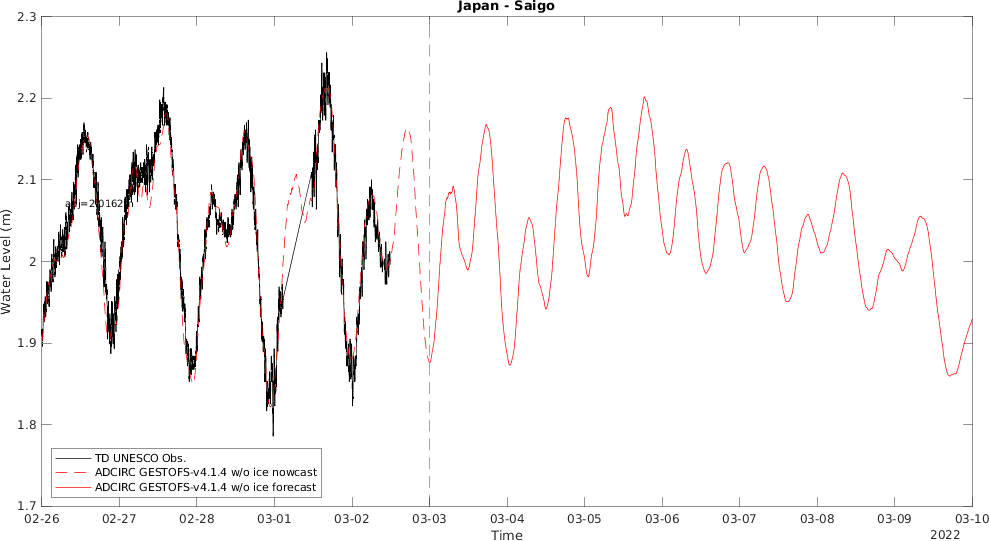 Japan - Saigo
2.3
2.2
2.1
2
1.9
1.8
1.7
Water Level (m)
TD UNESCO Obs.
ADCIRC GESTOFS-v4.1.4 w/o ice nowcast
ADCIRC GESTOFS-v4.1.4 w/o ice forecast
02-26 02-27 02-28 03-01 03-02 03-03 03-04 03-05 03-06 03-07 03-08 03-09 03-10
Time
2022